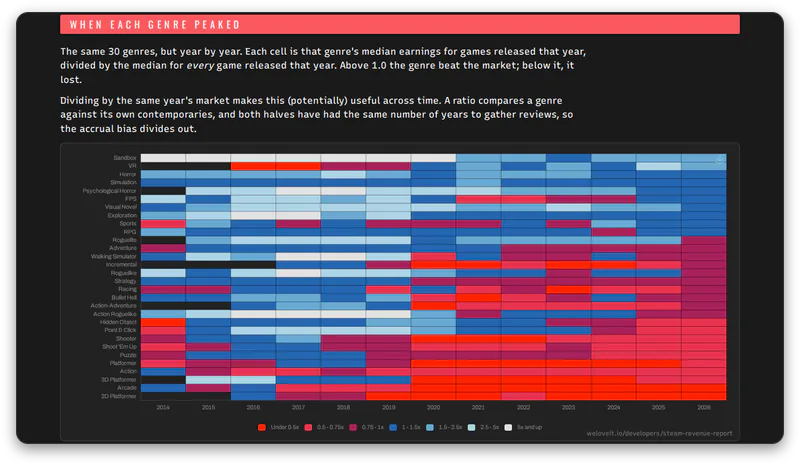 WHEN EACH GENRE PEAKED
The same 30 genres, but year by year. Each cell is that genre's median earnings for games released that year,
divided by the median for every game released that year. Above 1.0 the genre beat the market; below it, it
lost.
Dividing by the same year's market makes this (potentially) useful across time. A ratio compares a genre
against its own contemporaries, and both halves have had the same number of years to gather reviews, so
the accrual bias divides out.
Sandbox
VR
Horror
Simulation
Psychological Horror
FPS
Visual Novel
Exploration
Sports
RPG
Roguelite
Adventure
Walking Simulator
Incremental
Roguelike
Strategy
Racing
Bullet Hell
Action-Adventure
Action Roguelike
Hidden Object
Point & Click
Shooter
Shoot 'Em Up
Puzzle
Platformer
Action
3D Platformer
Arcade
2D Platformer
2014 2015 2016 2017 2018 2019 2020 2021 2022 2023 2024 2025 2026
Under 0.5x 0.5 - 0.75x 0.75 - 1x 1 - 1.5x 1.5 - 2.5x 2.5 - 5x 5x and up
weloveit.io/developers/steam-revenue-report